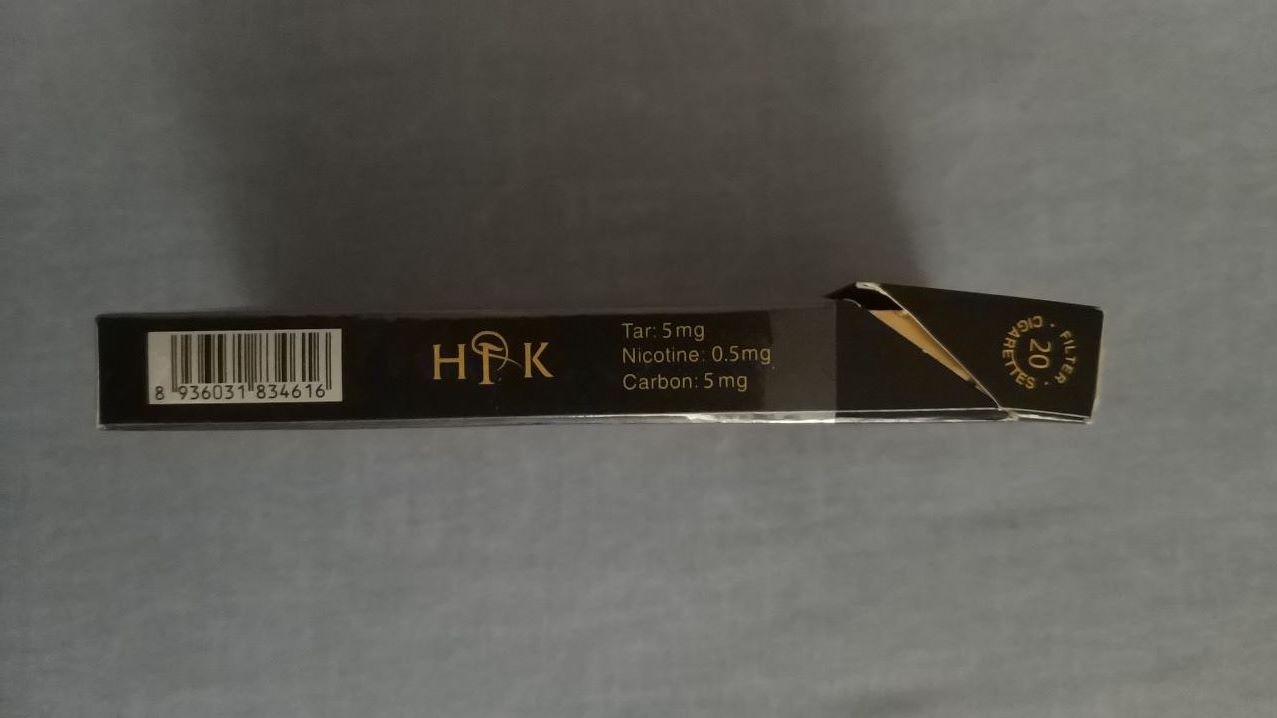 8 936031 834616
HTK
Tar: 5mg
Nicotine: 0.5mg
Carbon: 5mg
FILTER · CIGARETTES ·
20